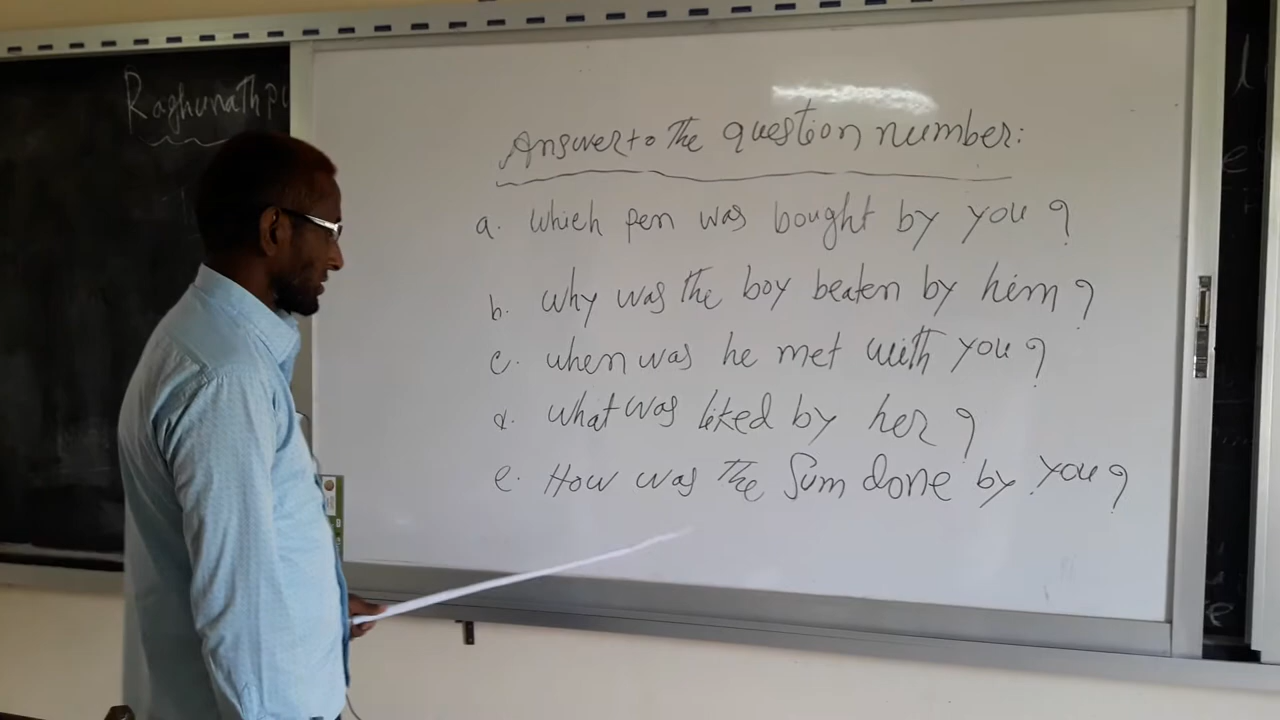 Raghunathpu
Answer to the question number:
a. which pen was bought by you?
b. why was the boy beaten by him?
c. when was he met with you?
d. what was liked by her?
e. How was the Sum done by you?